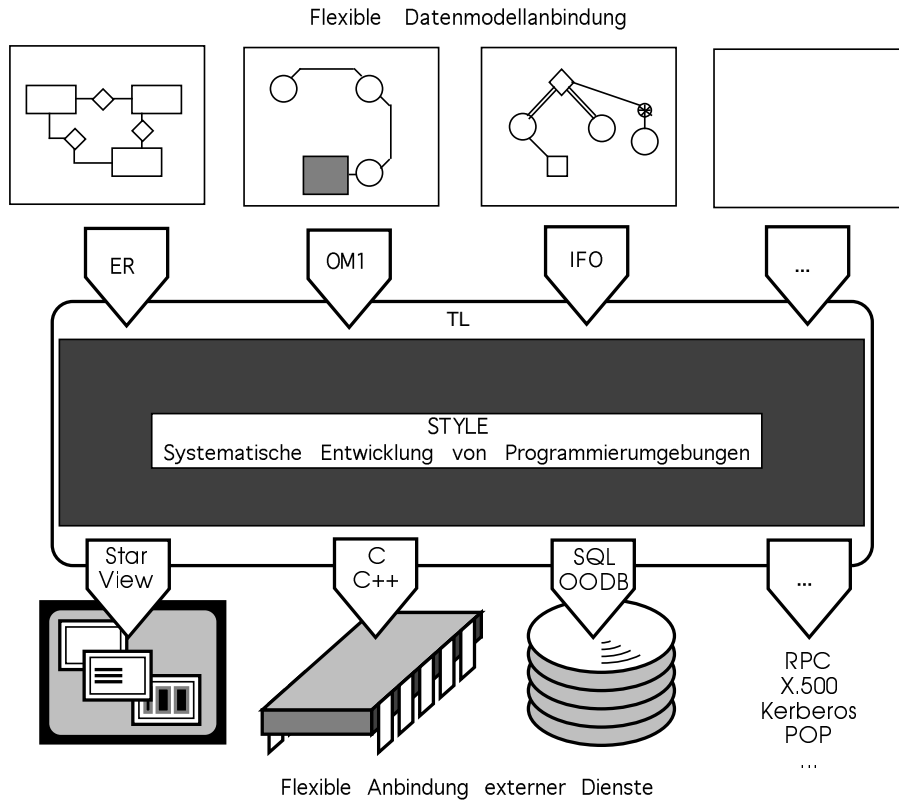 Flexible Datenmodellanbindung
ER
OM1
IFO
...
TL
STYLE
Systematische Entwicklung von Programmierumgebungen
Star
View
C
C++
SQL
OODB
...
RPC
X.500
Kerberos
POP
...
Flexible Anbindung externer Dienste